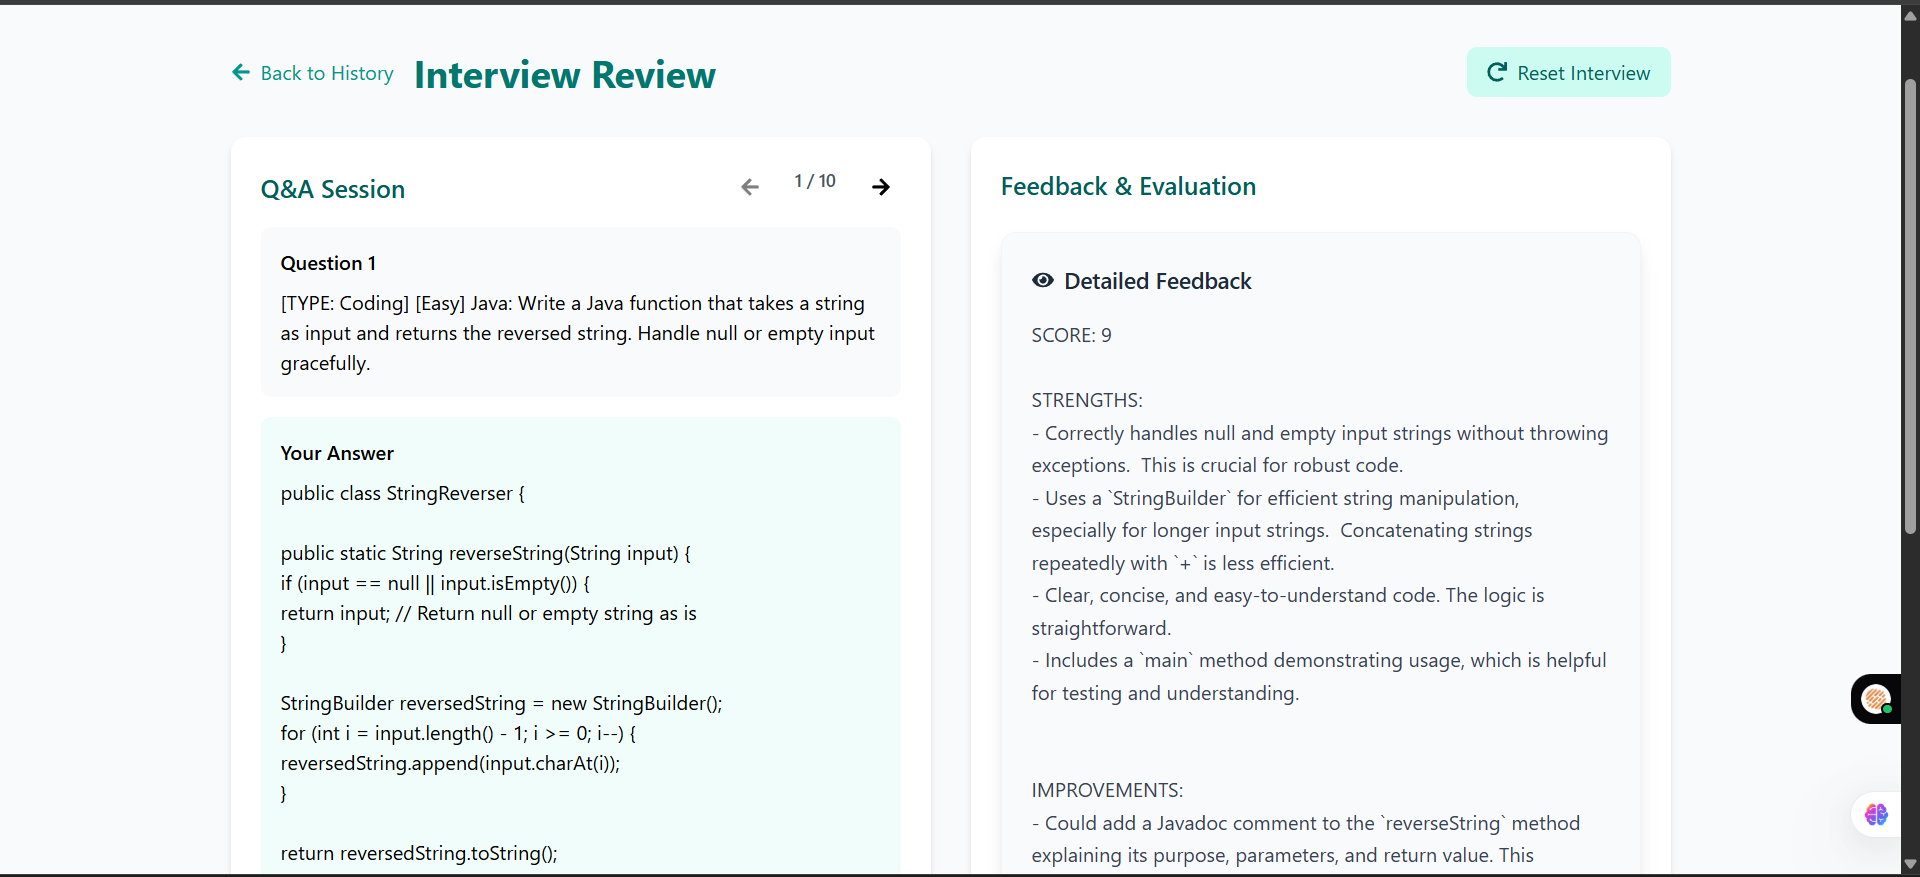 Back to History
Interview Review
Reset Interview
Q&A Session
1 / 10
Question 1
[TYPE: Coding] [Easy] Java: Write a Java function that takes a string
as input and returns the reversed string. Handle null or empty input
gracefully.
Your Answer
public class StringReverser {
public static String reverseString(String input) {
if (input == null || input.isEmpty()) {
return input; // Return null or empty string as is
}
StringBuilder reversedString = new StringBuilder();
for (int i = input.length() - 1; i >= 0; i--) {
reversedString.append(input.charAt(i));
}
return reversedString.toString();
Feedback & Evaluation
Detailed Feedback
SCORE: 9
STRENGTHS:
- Correctly handles null and empty input strings without throwing
exceptions.  This is crucial for robust code.
- Uses a `StringBuilder` for efficient string manipulation,
especially for longer input strings.  Concatenating strings
repeatedly with `+` is less efficient.
- Clear, concise, and easy-to-understand code. The logic is
straightforward.
- Includes a `main` method demonstrating usage, which is helpful
for testing and understanding.
IMPROVEMENTS:
- Could add a Javadoc comment to the `reverseString` method
explaining its purpose, parameters, and return value. This